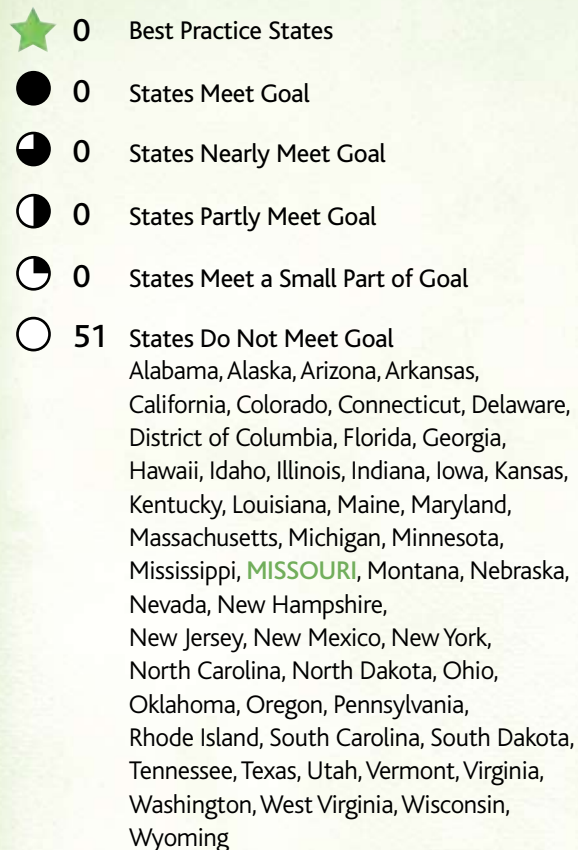 0 Best Practice States
0 States Meet Goal
0 States Nearly Meet Goal
0 States Partly Meet Goal
0 States Meet a Small Part of Goal
51 States Do Not Meet Goal
Alabama, Alaska, Arizona, Arkansas,
California, Colorado, Connecticut, Delaware,
District of Columbia, Florida, Georgia,
Hawaii, Idaho, Illinois, Indiana, Iowa, Kansas,
Kentucky, Louisiana, Maine, Maryland,
Massachusetts, Michigan, Minnesota,
Mississippi, MISSOURI, Montana, Nebraska,
Nevada, New Hampshire,
New Jersey, New Mexico, New York,
North Carolina, North Dakota, Ohio,
Oklahoma, Oregon, Pennsylvania,
Rhode Island, South Carolina, South Dakota,
Tennessee, Texas, Utah, Vermont, Virginia,
Washington, West Virginia, Wisconsin,
Wyoming